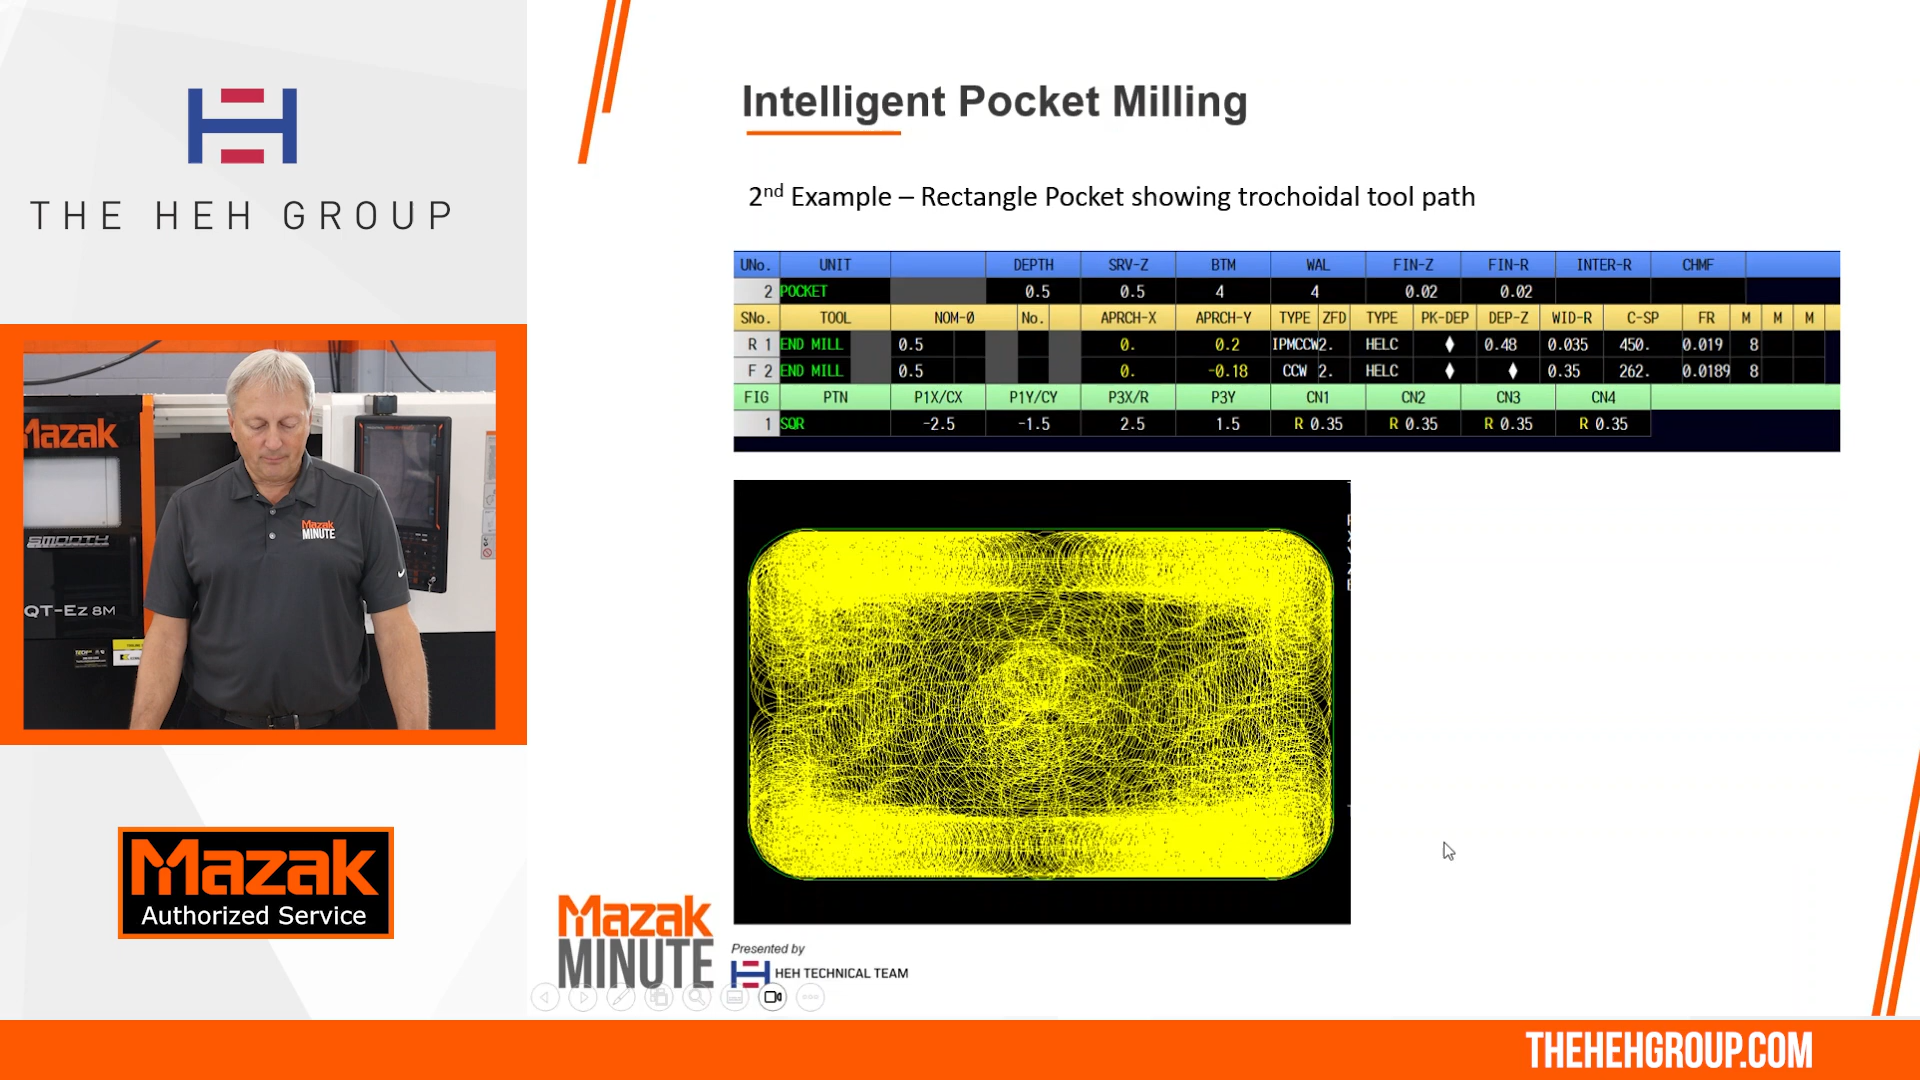 THE HEH GROUP
Mazak
SMOOTH
QT-Ez 8M
Mazak
MINUTE
Mazak
Authorized Service
Intelligent Pocket Milling
2nd Example – Rectangle Pocket showing trochoidal tool path
UNo. UNIT DEPTH SRV-Z BTM WAL FIN-Z FIN-R INTER-R CHMF
2 POCKET 0.5 0.5 4 4 0.02 0.02
SNo. TOOL NOM-Ø No. APRCH-X APRCH-Y TYPE ZFD TYPE PK-DEP DEP-Z WID-R C-SP FR M M M
R 1 END MILL 0.5 0. 0.2 IPMCCW 2. HELC ♦ 0.48 0.035 450. 0.019 8
F 2 END MILL 0.5 0. -0.18 CCW 2. HELC ♦ ♦ 0.35 262. 0.0189 8
FIG PTN P1X/CX P1Y/CY P3X/R P3Y CN1 CN2 CN3 CN4
1 SQR -2.5 -1.5 2.5 1.5 R 0.35 R 0.35 R 0.35 R 0.35
Mazak
MINUTE
Presented by
HEH TECHNICAL TEAM
THEHEHGROUP.COM